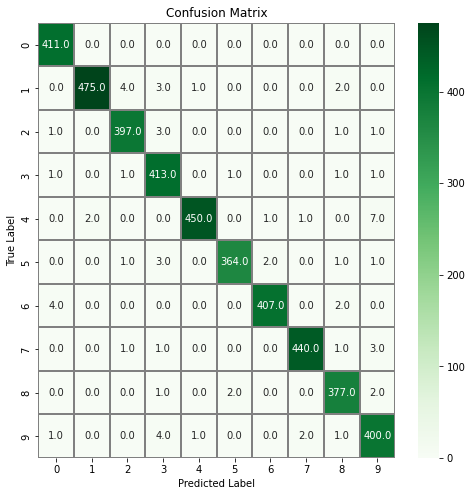 Confusion Matrix
True Label
0 411.0 0.0 0.0 0.0 0.0 0.0 0.0 0.0 0.0 0.0
1 0.0 475.0 4.0 3.0 1.0 0.0 0.0 0.0 2.0 0.0
2 1.0 0.0 397.0 3.0 0.0 0.0 0.0 0.0 1.0 1.0
3 1.0 0.0 1.0 413.0 0.0 1.0 0.0 0.0 1.0 1.0
4 0.0 2.0 0.0 0.0 450.0 0.0 1.0 1.0 0.0 7.0
5 0.0 0.0 1.0 3.0 0.0 364.0 2.0 0.0 1.0 1.0
6 4.0 0.0 0.0 0.0 0.0 0.0 407.0 0.0 2.0 0.0
7 0.0 0.0 1.0 1.0 0.0 0.0 0.0 440.0 1.0 3.0
8 0.0 0.0 0.0 1.0 0.0 2.0 0.0 0.0 377.0 2.0
9 1.0 0.0 0.0 4.0 1.0 0.0 0.0 2.0 1.0 400.0
0 1 2 3 4 5 6 7 8 9
Predicted Label
400
300
200
100
0